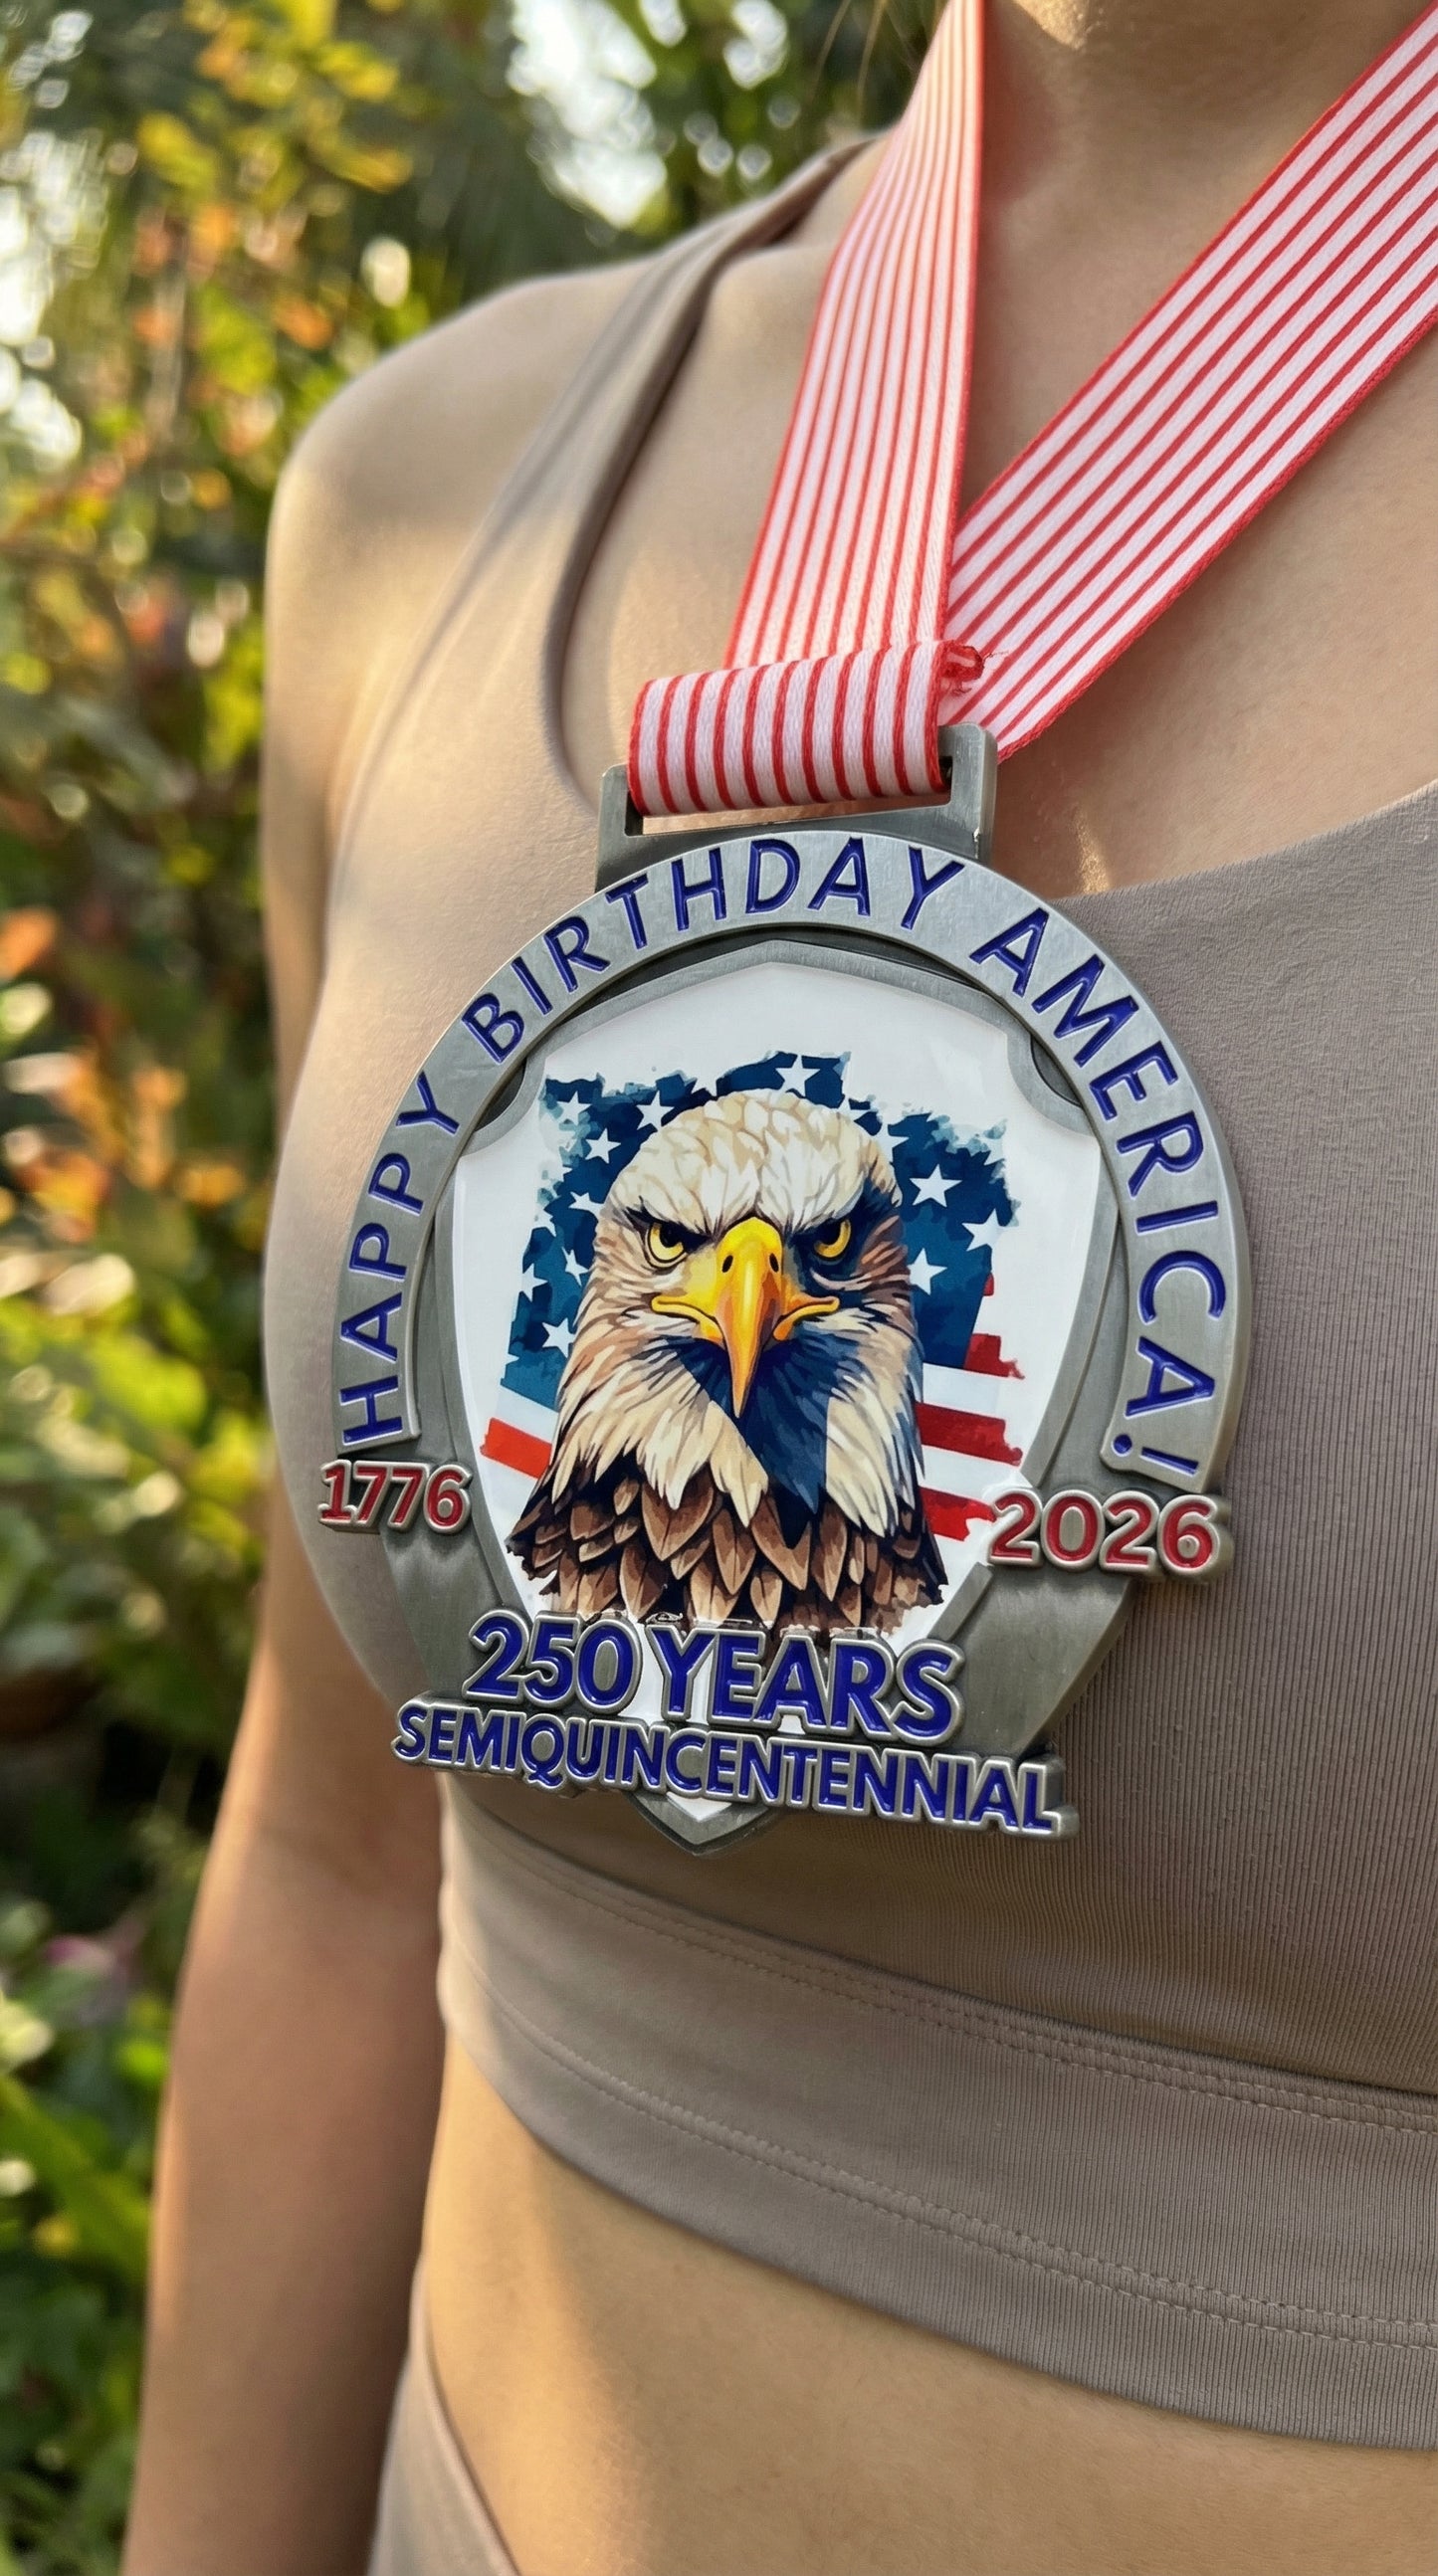 HAPPY BIRTHDAY AMERICA!
1776
2026
250 YEARS
SEMIQUINCENTENNIAL